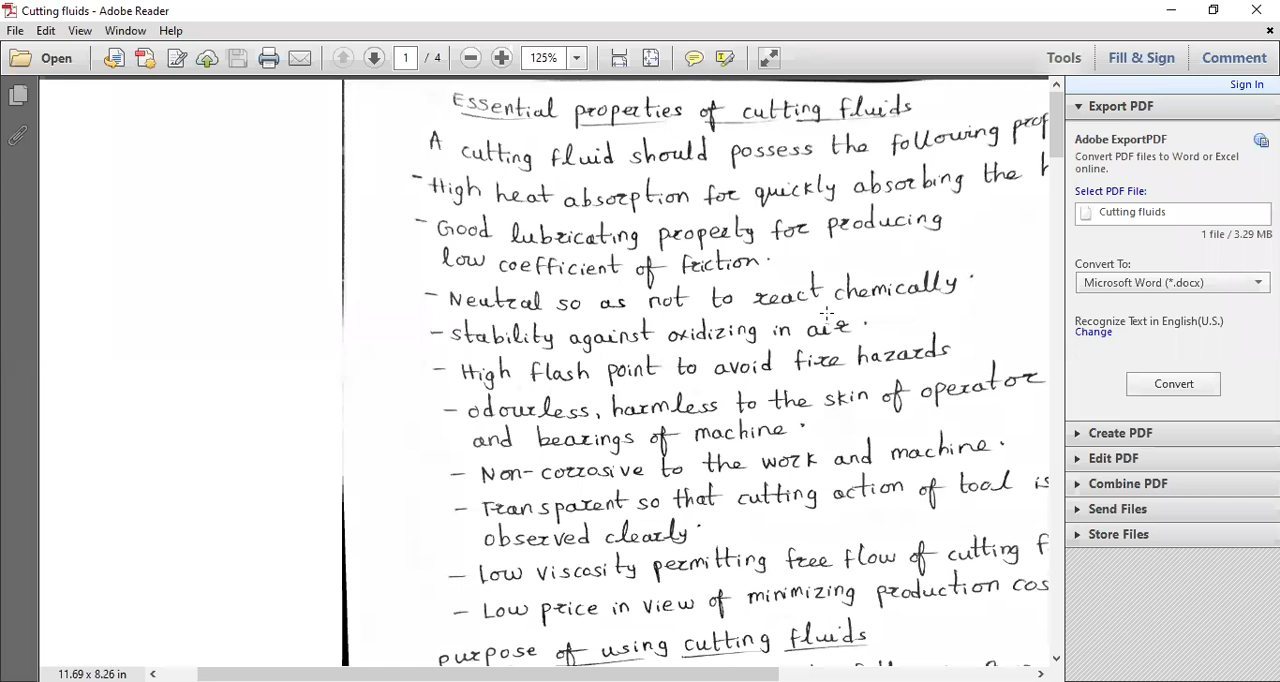 Cutting fluids - Adobe Reader
File Edit View Window Help
Open 1 / 4 125% Tools Fill & Sign Comment
Essential properties of cutting fluids
A cutting fluid should possess the following prop
- High heat absorption for quickly absorbing the h
- Good lubricating property for producing
low coefficient of friction.
- Neutral so as not to react chemically.
- stability against oxidizing in air.
- High flash point to avoid fire hazards
- odourless, harmless to the skin of operator
and bearings of machine.
- Non-corrosive to the work and machine.
- Transparent so that cutting action of tool is
observed clearly.
- Low viscasity permitting free flow of cutting f
- Low price in view of minimizing production cos
purpose of using cutting fluids
11.69 x 8.26 in
Sign In
Export PDF
Adobe ExportPDF
Convert PDF files to Word or Excel
online.
Select PDF File:
Cutting fluids
1 file / 3.29 MB
Convert To:
Microsoft Word (*.docx)
Recognize Text in English(U.S.)
Change
Convert
Create PDF
Edit PDF
Combine PDF
Send Files
Store Files